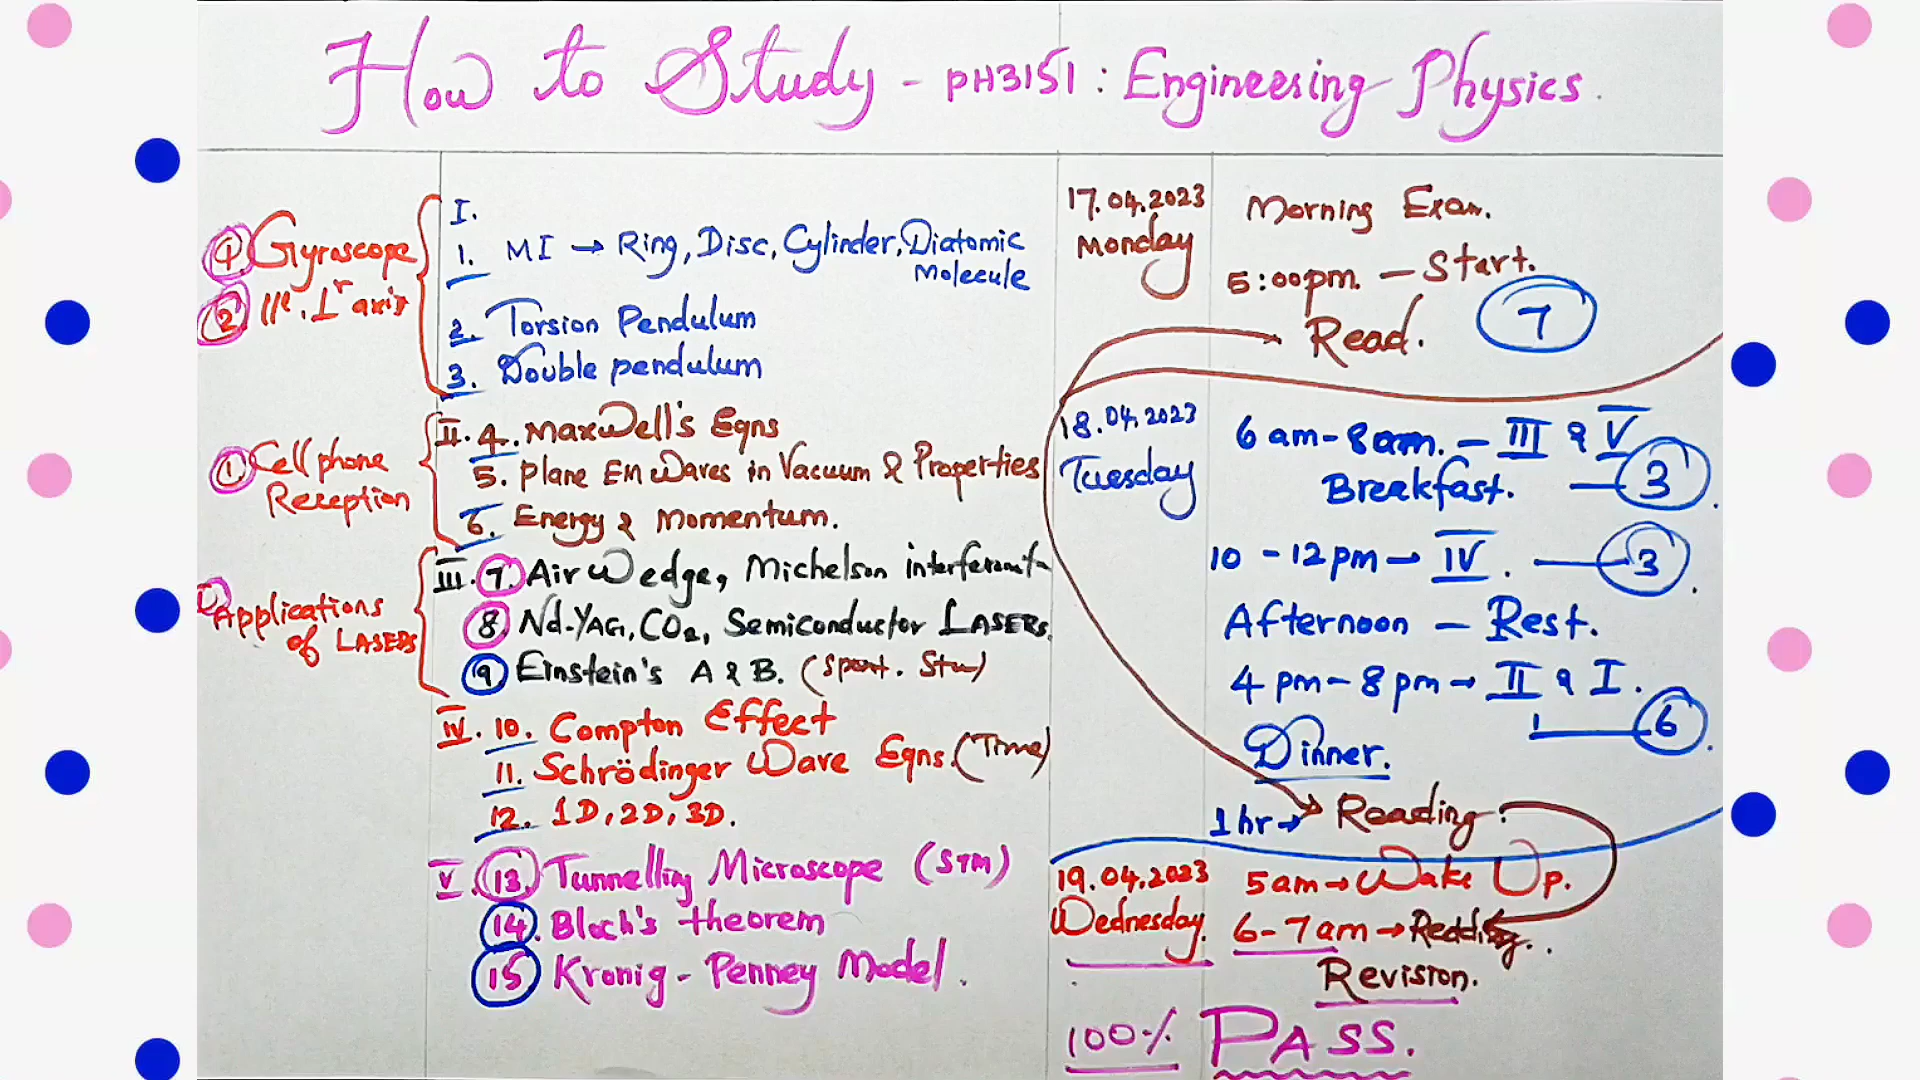 How to Study - PH3151 : Engineering Physics.
① Gyroscope
② 11el, ⊥r axis
I.
1. MI → Ring, Disc, Cylinder, Diatomic
Molecule
2. Torsion Pendulum
3. Double pendulum
① Cell phone
Reception
II. 4. Maxwell's Eqns
5. Plane EM Waves in Vacuum & Properties
6. Energy & Momentum.
① Applications
of LASERS
III. 7. Air Wedge, Michelson
8. Nd-YAG, CO2, Semiconductor LASERs.
9. Einstein's A & B. (Spont. Stu)
IV. 10. Compton Effect
11. Schrödinger Wave Eqns. (Time)
12. 1D, 2D, 3D.
V. 13. Tunnelling Microscope (STM)
14. Bloch's theorem
15 Kronig - Penney Model.
17.04.2023
Monday
Morning Exam.
5:00pm. - Start.
Read. 7
18.04.2023
Tuesday
6 am - 8 am. - III & V
Breakfast. 3
10 - 12 pm → IV. 3
Afternoon - Rest.
4 pm - 8 pm → II & I.
6
Dinner.
1 hr → Reading.
19.04.2023
Wednesday.
5 am → Wake Up.
6 - 7 am → Reading.
Revision.
100% PASS.